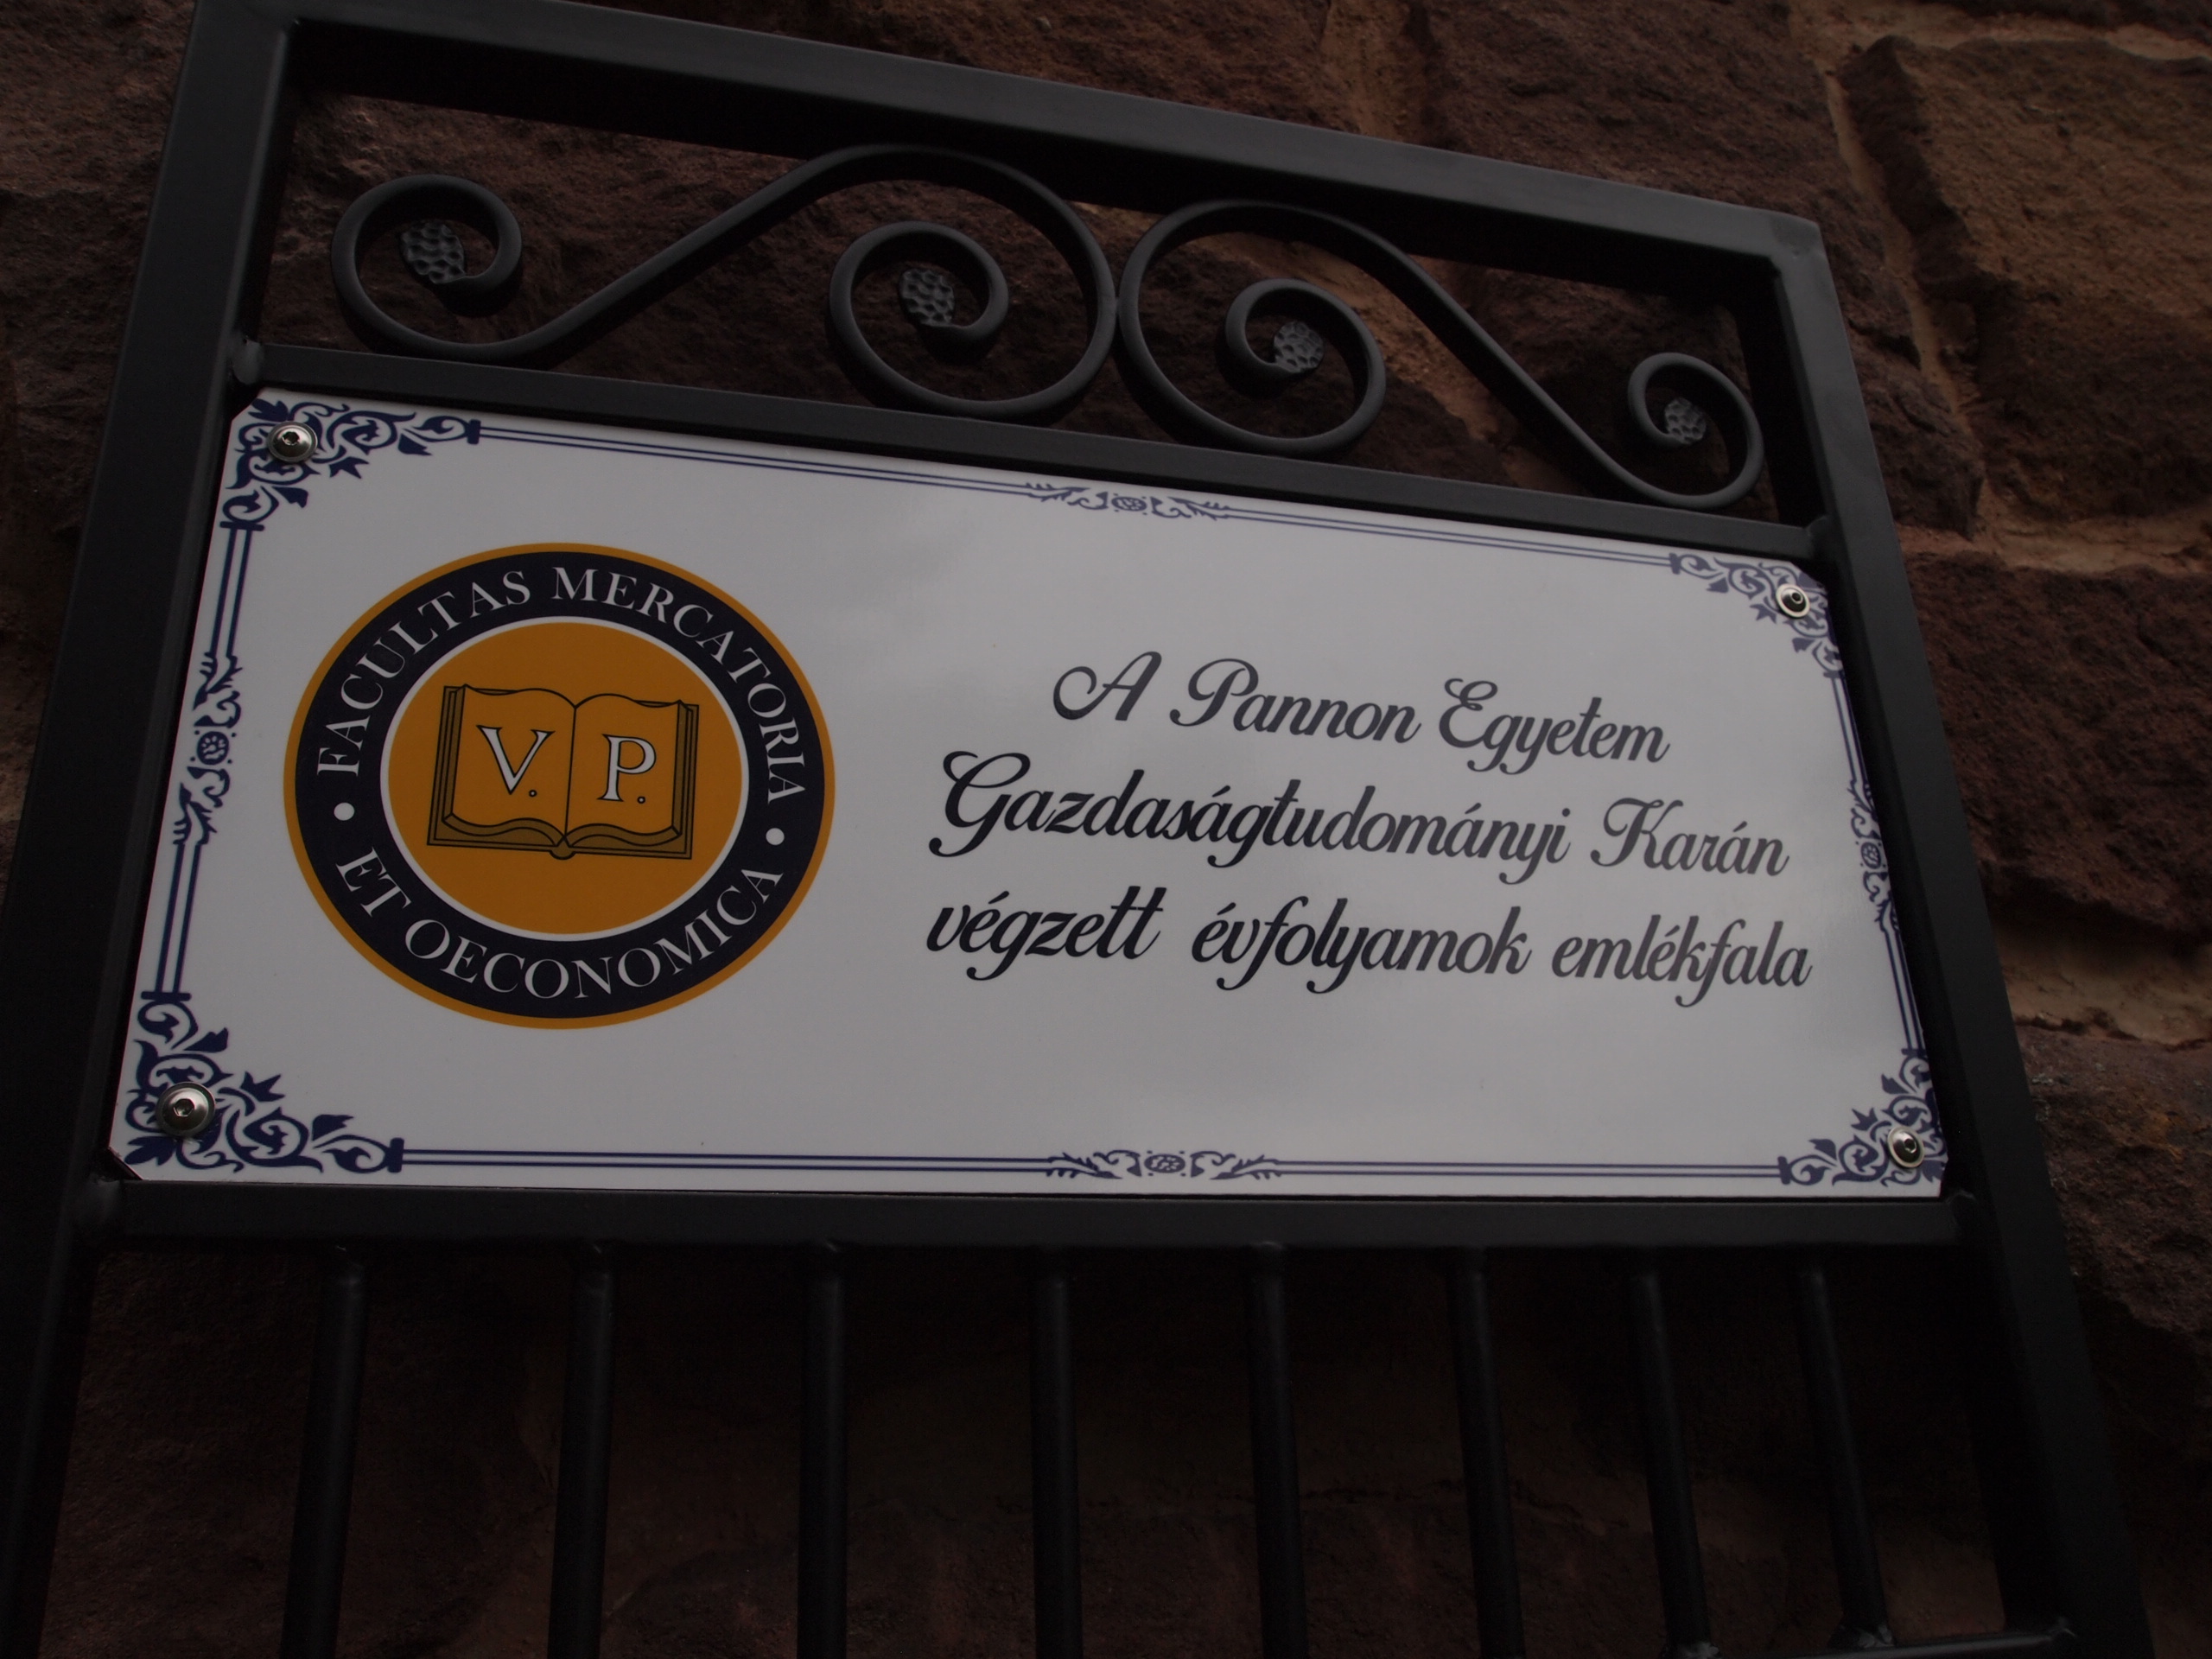 FACULTAS MERCATORIA
V. P.
ET OECONOMICA
A Pannon Egyetem
Gazdaságtudományi Karán
végzett évfolyamok emlékfala